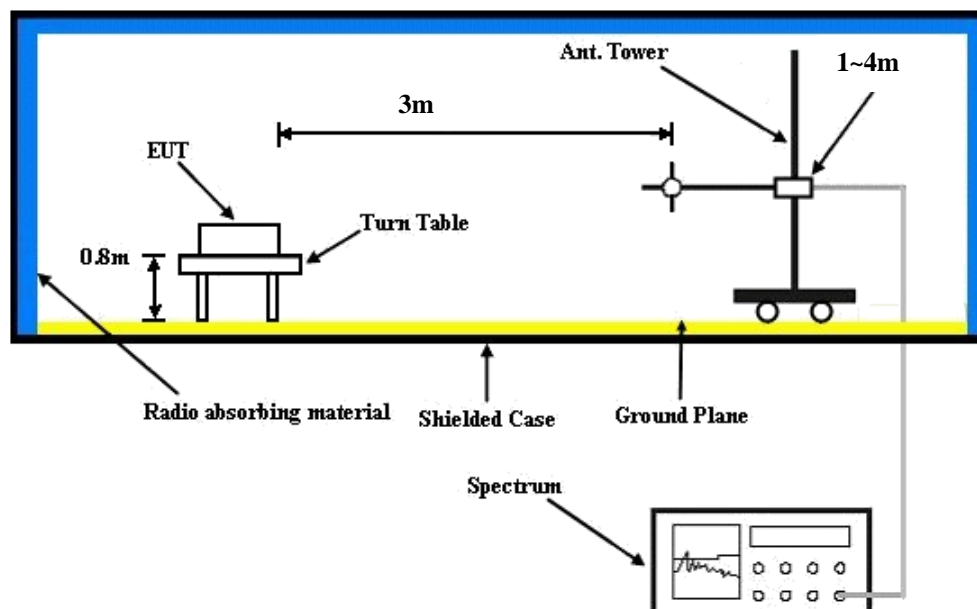 Ant. Tower
1~4m
3m
EUT
Turn Table
0.8m
Radio absorbing material
Shielded Case
Ground Plane
Spectrum